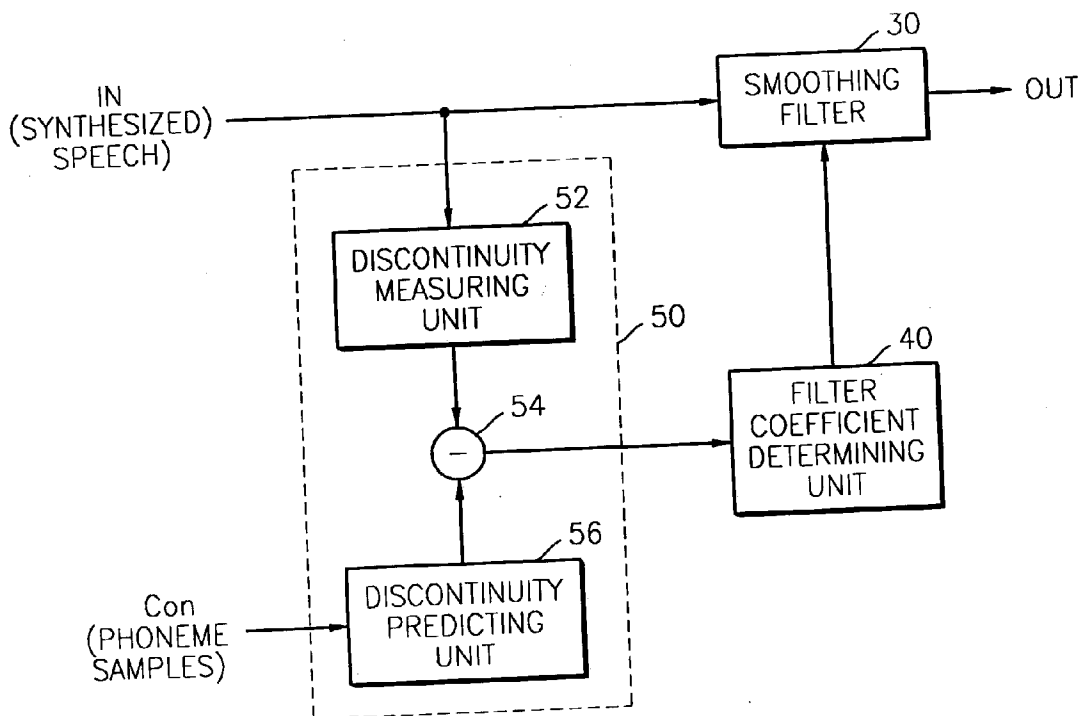 30
IN
(SYNTHESIZED)
SPEECH)
SMOOTHING
FILTER
OUT
52
DISCONTINUITY
MEASURING
UNIT
50
40
FILTER
COEFFICIENT
DETERMINING
UNIT
54
−
56
Con
(PHONEME
SAMPLES)
DISCONTINUITY
PREDICTING
UNIT